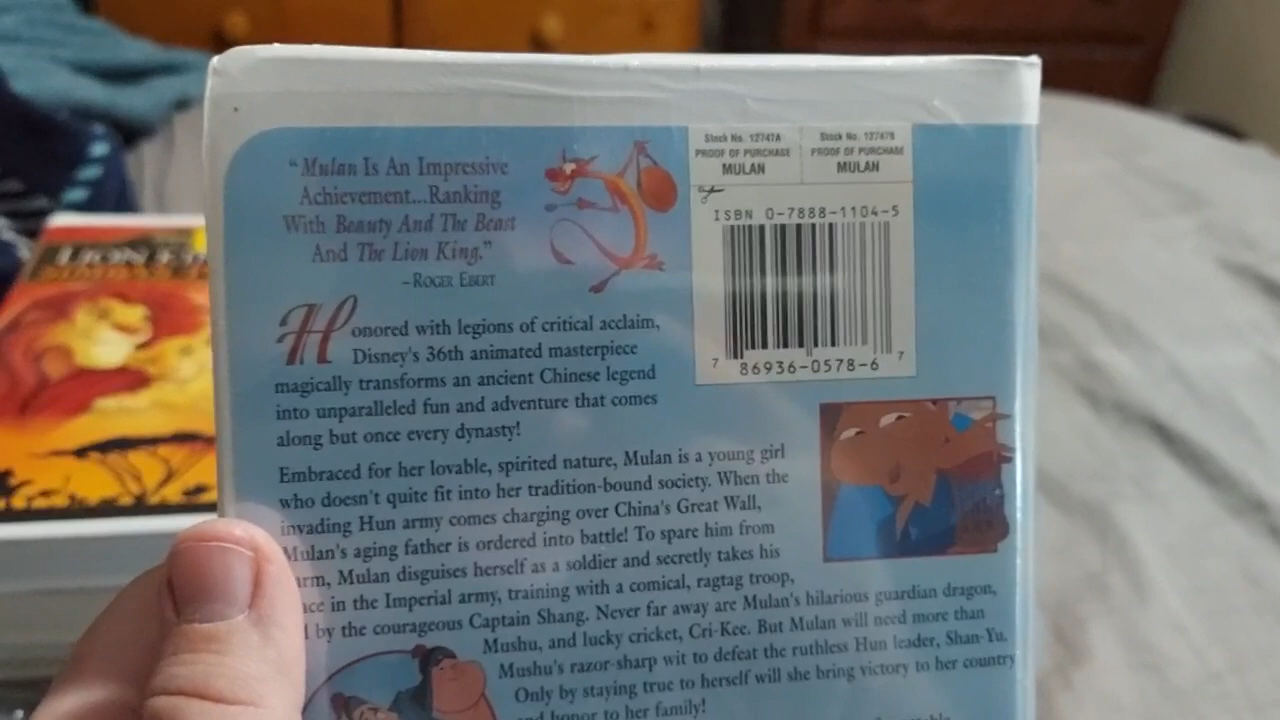 "Mulan Is An Impressive
Achievement...Ranking
With Beauty And The Beast
And The Lion King."
-ROGER EBERT
Stock No. 12747A
PROOF OF PURCHASE
MULAN
Stock No. 12747B
PROOF OF PURCHASE
MULAN
ISBN 0-7888-1104-5
7 86936-0578-6 7
Honored with legions of critical acclaim,
Disney's 36th animated masterpiece
magically transforms an ancient Chinese legend
into unparalleled fun and adventure that comes
along but once every dynasty!
Embraced for her lovable, spirited nature, Mulan is a young girl
who doesn't quite fit into her tradition-bound society. When the
invading Hun army comes charging over China's Great Wall,
Mulan's aging father is ordered into battle! To spare him from
arm, Mulan disguises herself as a soldier and secretly takes his
ce in the Imperial army, training with a comical, ragtag troop,
by the courageous Captain Shang. Never far away are Mulan's hilarious guardian dragon,
Mushu, and lucky cricket, Cri-Kee. But Mulan will need more than
Mushu's razor-sharp wit to defeat the ruthless Hun leader, Shan-Yu.
Only by staying true to herself will she bring victory to her country
and honor to her family!
LION KI